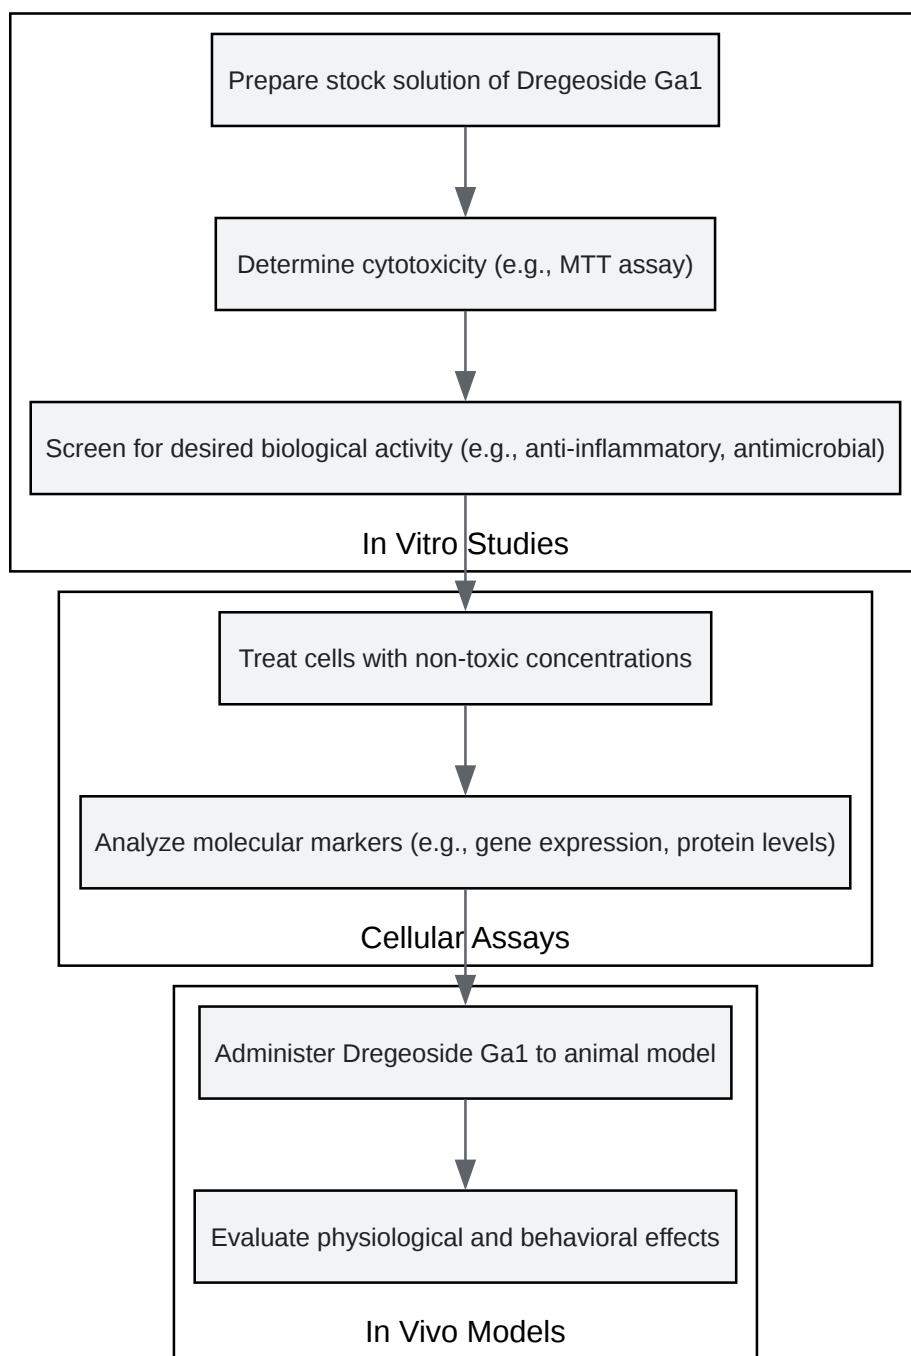 Prepare stock solution of Dregeoside Ga1
Determine cytotoxicity (e.g., MTT assay)
Screen for desired biological activity (e.g., anti-inflammatory, antimicrobial)
In Vitro Studies
Treat cells with non-toxic concentrations
Analyze molecular markers (e.g., gene expression, protein levels)
Cellular Assays
Administer Dregeoside Ga1 to animal model
Evaluate physiological and behavioral effects
In Vivo Models